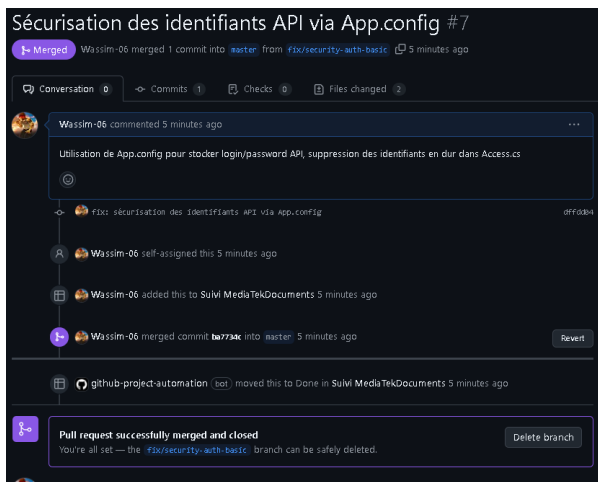 Sécurisation des identifiants API via App.config #7
Merged Wassim-06 merged 1 commit into master from fix/security-auth-basic 5 minutes ago
Conversation 0 Commits 1 Checks 0 Files changed 2
Wassim-06 commented 5 minutes ago ...
Utilisation de App.config pour stocker login/password API, suppression des identifiants en dur dans Access.cs
fix: sécurisation des identifiants API via App.config dffdd04
Wassim-06 self-assigned this 5 minutes ago
Wassim-06 added this to Suivi MediaTekDocuments 5 minutes ago
Wassim-06 merged commit ba7734c into master 5 minutes ago Revert
github-project-automation bot moved this to Done in Suivi MediaTekDocuments 5 minutes ago
Pull request successfully merged and closed
You're all set — the fix/security-auth-basic branch can be safely deleted.
Delete branch